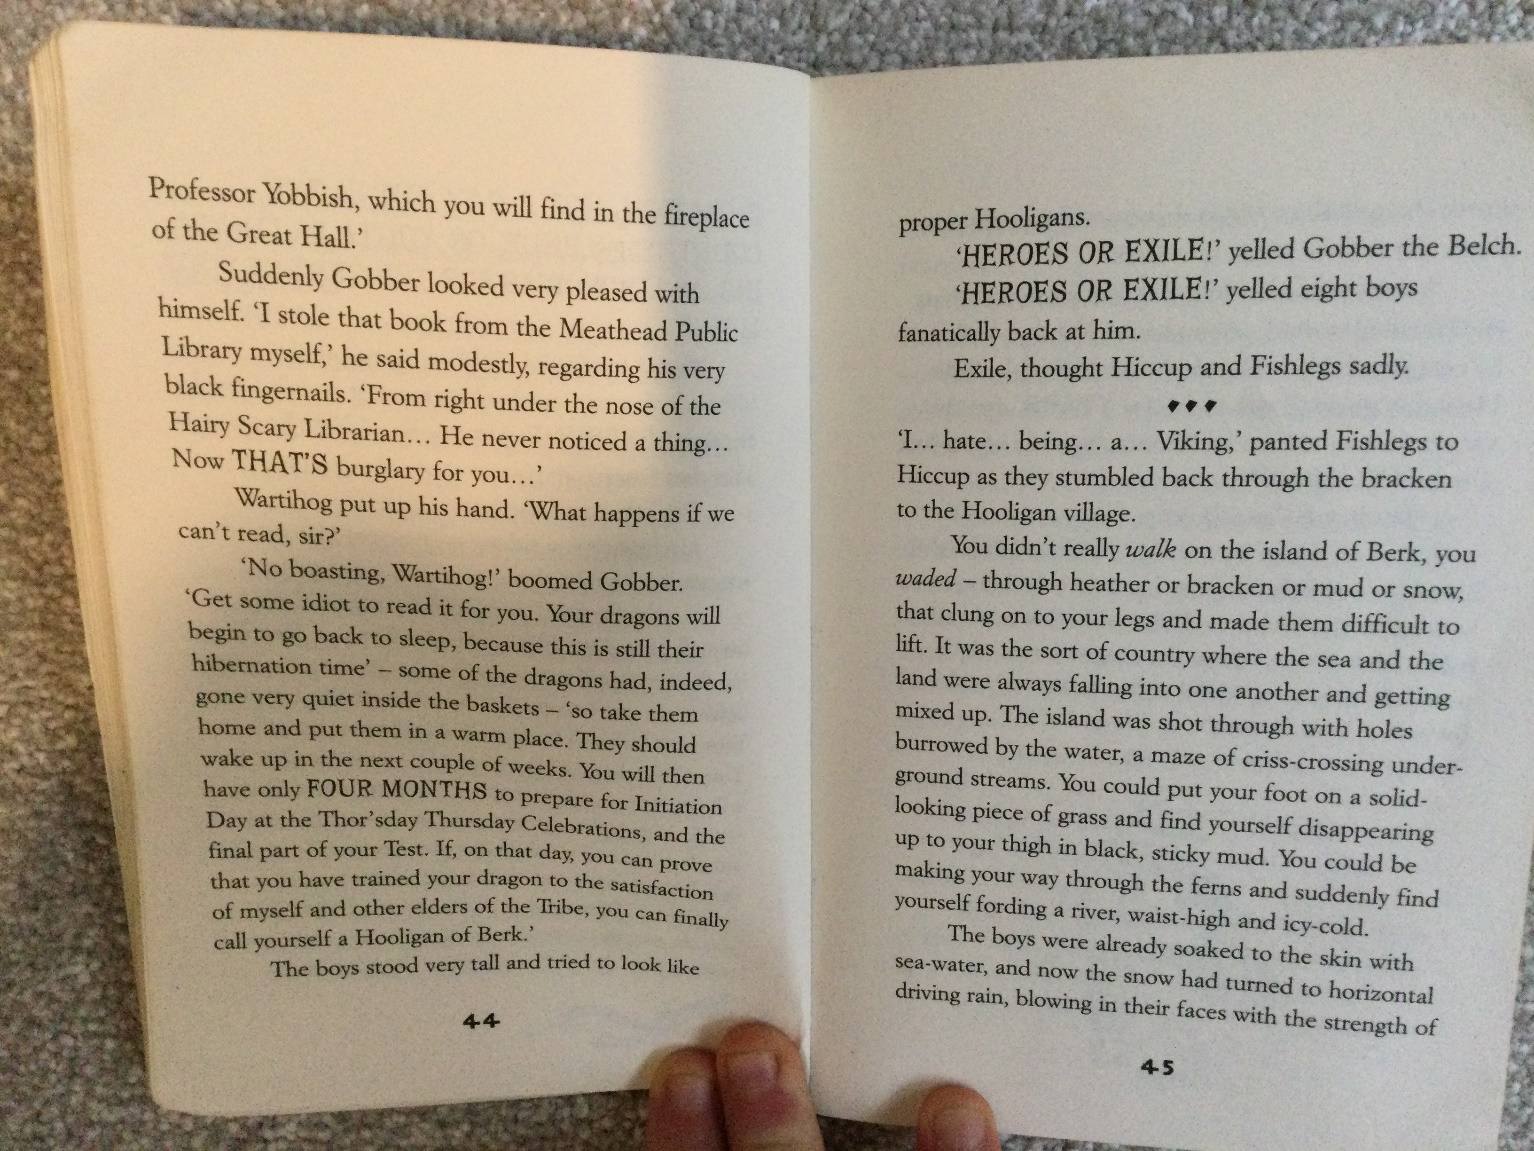 Professor Yobbish, which you will find in the fireplace
of the Great Hall.’
Suddenly Gobber looked very pleased with
himself. ‘I stole that book from the Meathead Public
Library myself,’ he said modestly, regarding his very
black fingernails. ‘From right under the nose of the
Hairy Scary Librarian... He never noticed a thing...
Now THAT’S burglary for you...’
Wartihog put up his hand. ‘What happens if we
can’t read, sir?’
‘No boasting, Wartihog!’ boomed Gobber.
‘Get some idiot to read it for you. Your dragons will
begin to go back to sleep, because this is still their
hibernation time’ – some of the dragons had, indeed,
gone very quiet inside the baskets – ‘so take them
home and put them in a warm place. They should
wake up in the next couple of weeks. You will then
have only FOUR MONTHS to prepare for Initiation
Day at the Thor’sday Thursday Celebrations, and the
final part of your Test. If, on that day, you can prove
that you have trained your dragon to the satisfaction
of myself and other elders of the Tribe, you can finally
call yourself a Hooligan of Berk.’
The boys stood very tall and tried to look like
44
proper Hooligans.
‘HEROES OR EXILE!’ yelled Gobber the Belch.
‘HEROES OR EXILE!’ yelled eight boys
fanatically back at him.
Exile, thought Hiccup and Fishlegs sadly.
‘I... hate... being... a... Viking,’ panted Fishlegs to
Hiccup as they stumbled back through the bracken
to the Hooligan village.
You didn’t really walk on the island of Berk, you
waded – through heather or bracken or mud or snow,
that clung on to your legs and made them difficult to
lift. It was the sort of country where the sea and the
land were always falling into one another and getting
mixed up. The island was shot through with holes
burrowed by the water, a maze of criss-crossing under-
ground streams. You could put your foot on a solid-
looking piece of grass and find yourself disappearing
up to your thigh in black, sticky mud. You could be
making your way through the ferns and suddenly find
yourself fording a river, waist-high and icy-cold.
The boys were already soaked to the skin with
sea-water, and now the snow had turned to horizontal
driving rain, blowing in their faces with the strength of
45